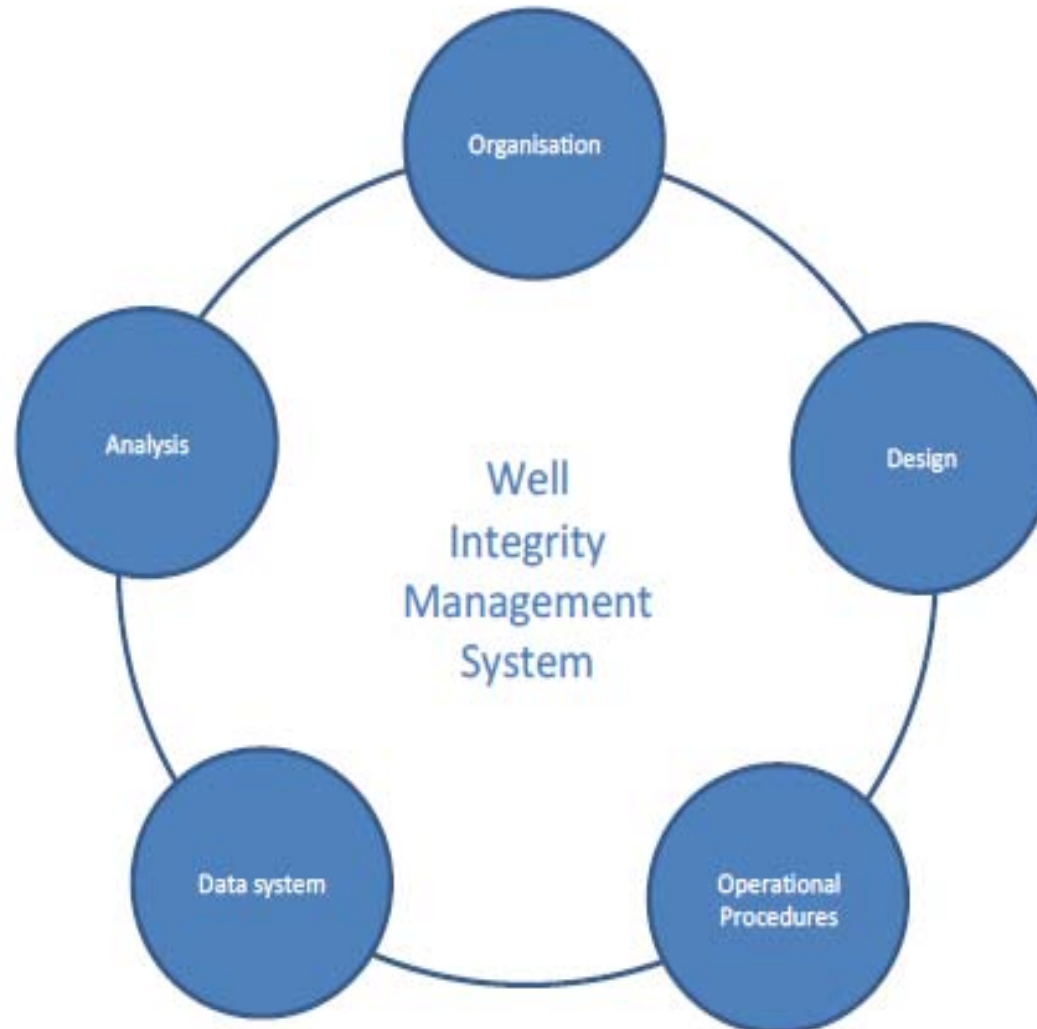 Organisation
Analysis
Design
Well
Integrity
Management
System
Data system
Operational
Procedures